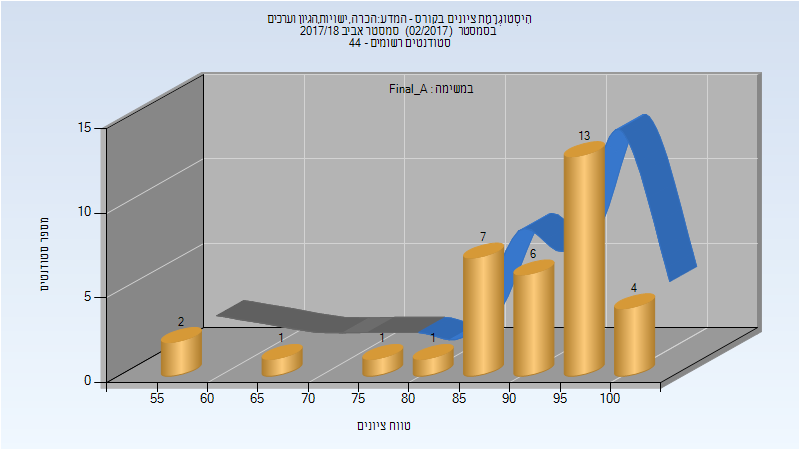 היסטוגרמת ציונים בקורס - המדע:הכרה,ישויות,הגיון וערכים
בסמסטר (02/2017) סמסטר אביב 2017/18
סטודנטים רשומים - 44
במשימה : Final_A
מספר סטודנטים
15
10
5
0
2
1
1
1
7
6
13
4
55 60 65 70 75 80 85 90 95 100
טווח ציונים